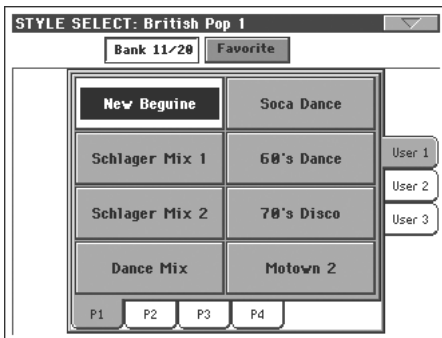 STYLE SELECT: British Pop 1
Bank 11/20 Favorite
New Beguine Soca Dance
Schlager Mix 1 60's Dance User 1
User 2
Schlager Mix 2 70's Disco User 3
Dance Mix Motown 2
P1 P2 P3 P4